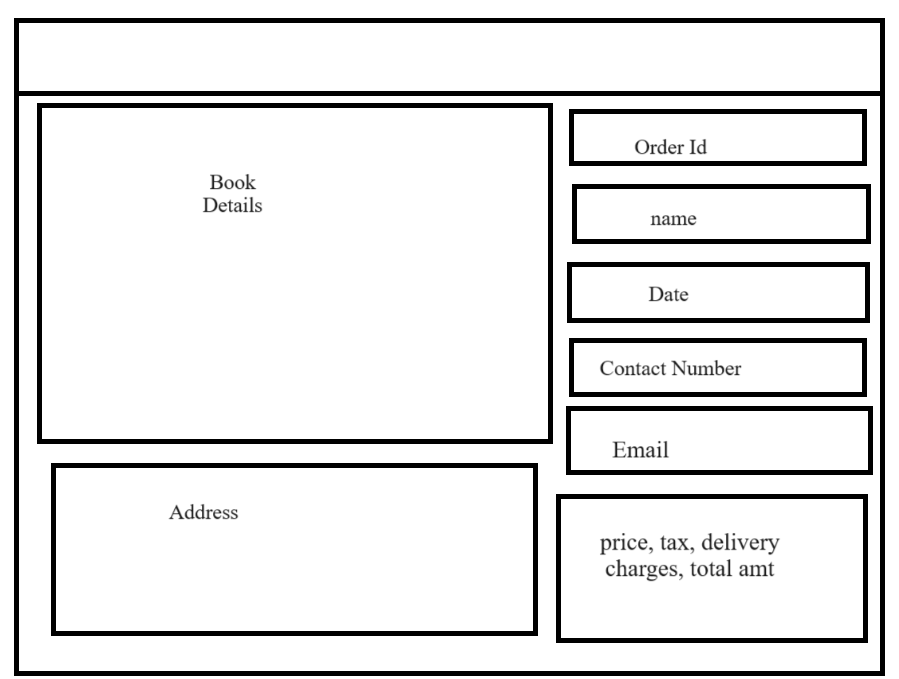 Book
Details
Address
Order Id
name
Date
Contact Number
Email
price, tax, delivery
charges, total amt